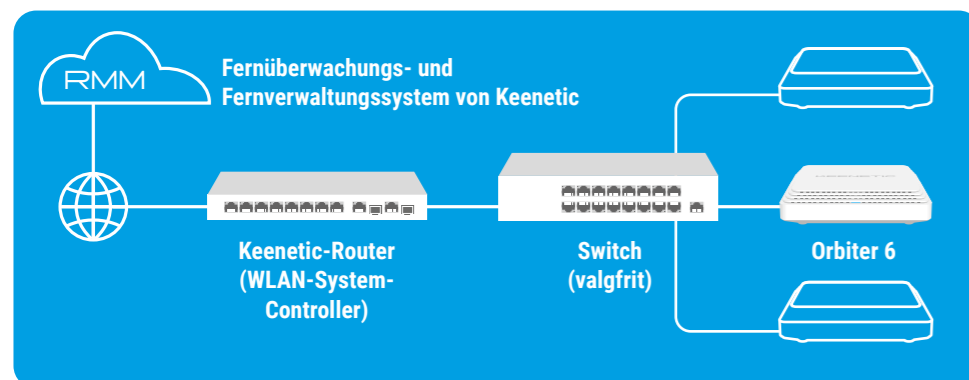 RMM
Fernüberwachungs- und
Fernverwaltungssystem von Keenetic
Keenetic-Router
(WLAN-System-
Controller)
Switch
(valgfrit)
Orbiter 6